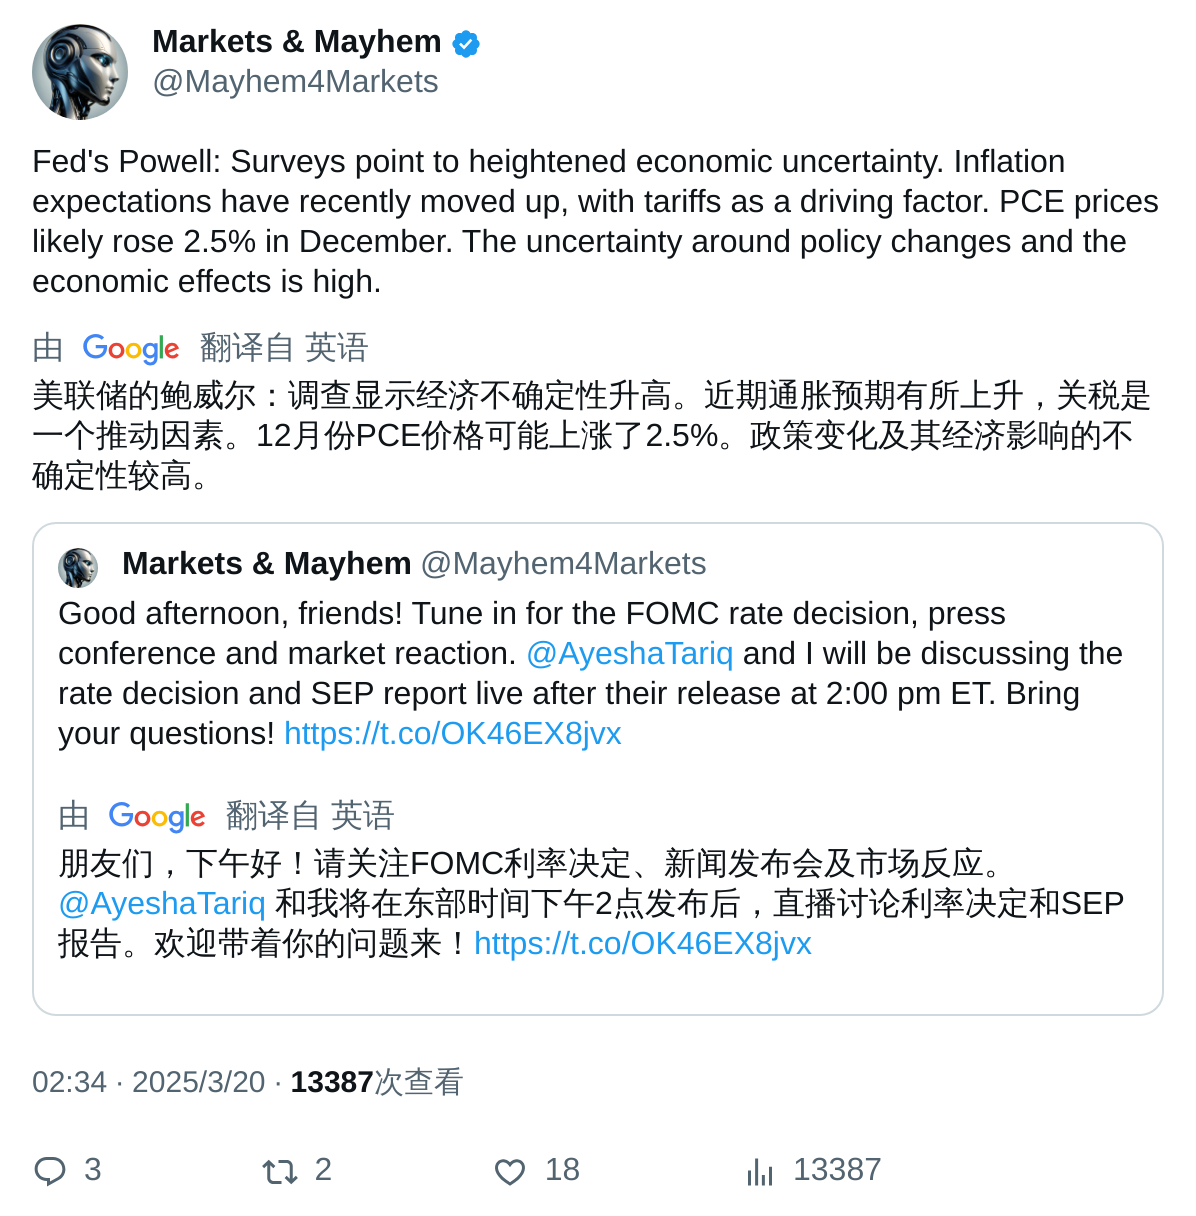 Markets & Mayhem
@Mayhem4Markets
Fed's Powell: Surveys point to heightened economic uncertainty. Inflation
expectations have recently moved up, with tariffs as a driving factor. PCE prices
likely rose 2.5% in December. The uncertainty around policy changes and the
economic effects is high.
由 Google 翻译自 英语
美联储的鲍威尔：调查显示经济不确定性升高。近期通胀预期有所上升，关税是
一个推动因素。12月份PCE价格可能上涨了2.5%。政策变化及其经济影响的不
确定性较高。
Markets & Mayhem @Mayhem4Markets
Good afternoon, friends! Tune in for the FOMC rate decision, press
conference and market reaction. @AyeshaTariq and I will be discussing the
rate decision and SEP report live after their release at 2:00 pm ET. Bring
your questions! https://t.co/OK46EX8jvx
由 Google 翻译自 英语
朋友们，下午好！请关注FOMC利率决定、新闻发布会及市场反应。
@AyeshaTariq 和我将在东部时间下午2点发布后，直播讨论利率决定和SEP
报告。欢迎带着你的问题来！https://t.co/OK46EX8jvx
02:34 · 2025/3/20 · 13387次查看
3 2 18 13387